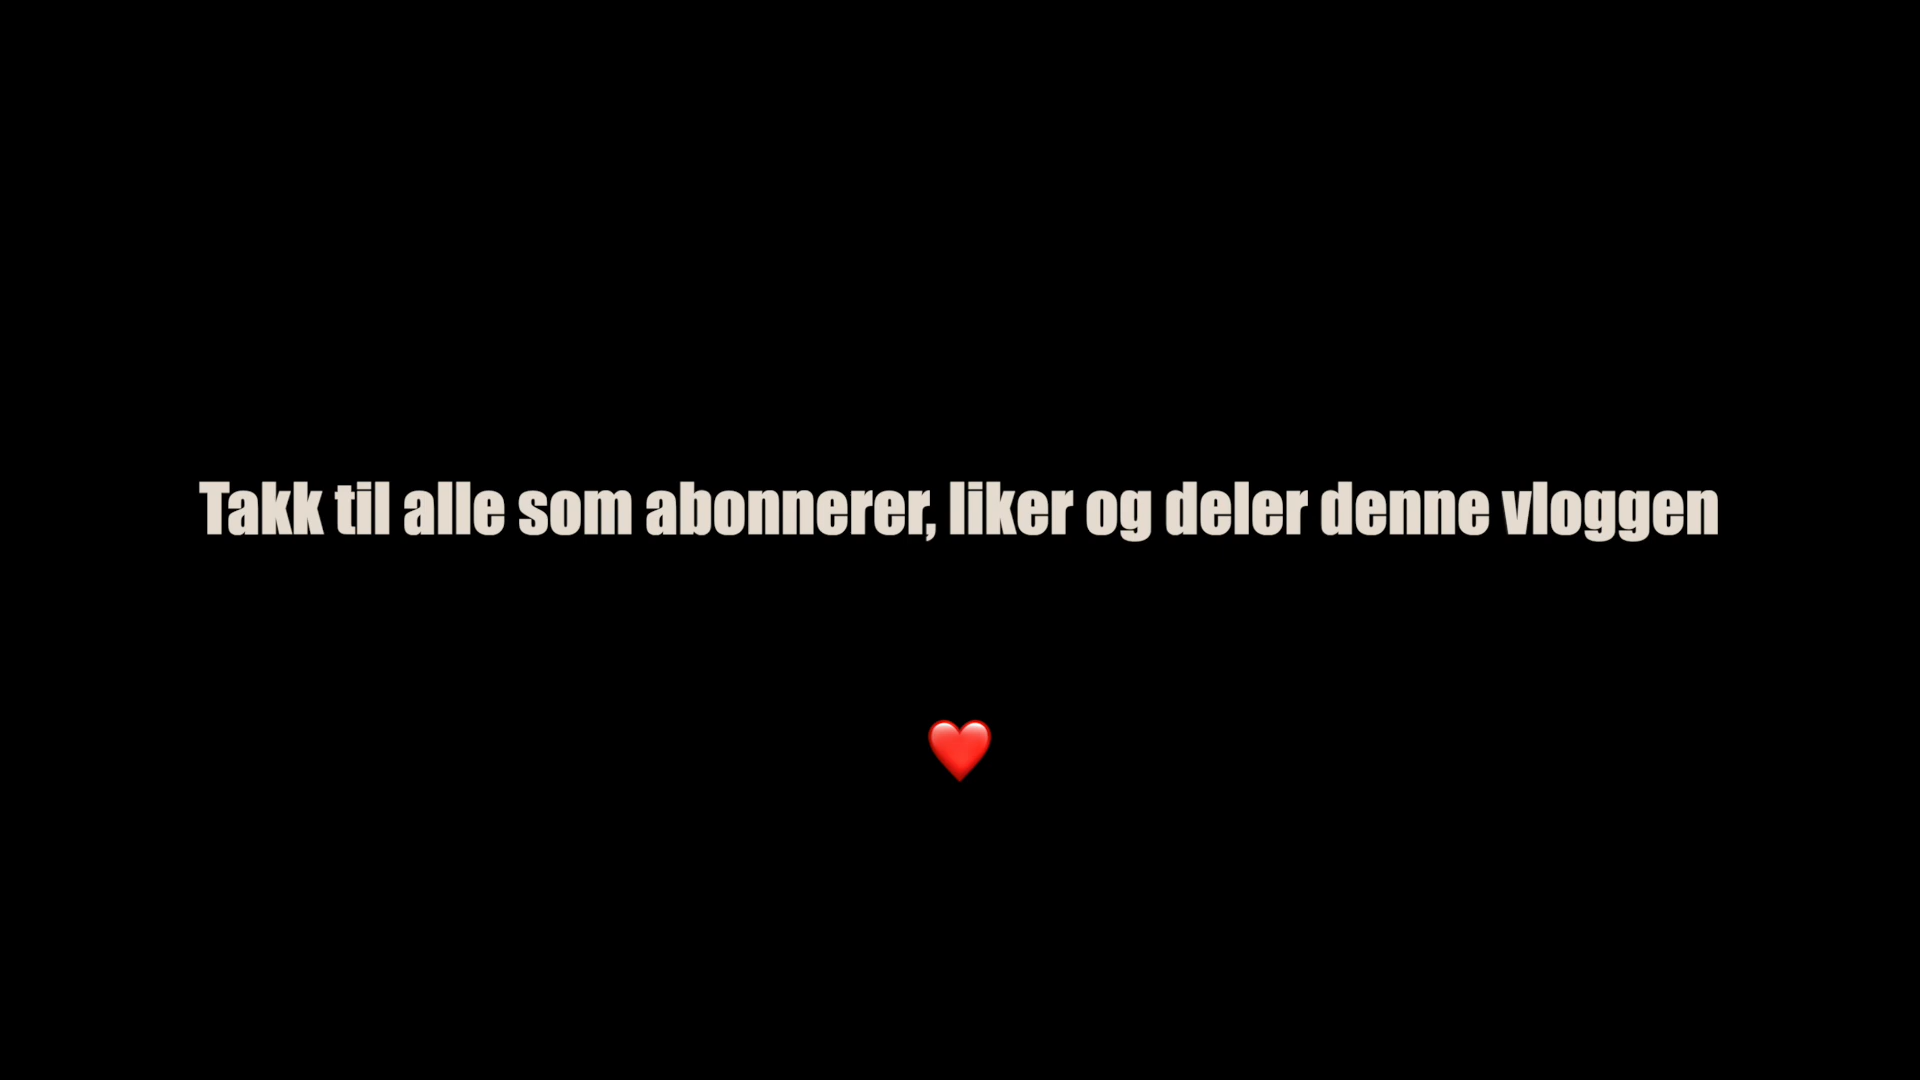 Takk til alle som abonnerer, liker og deler denne vloggen
❤️